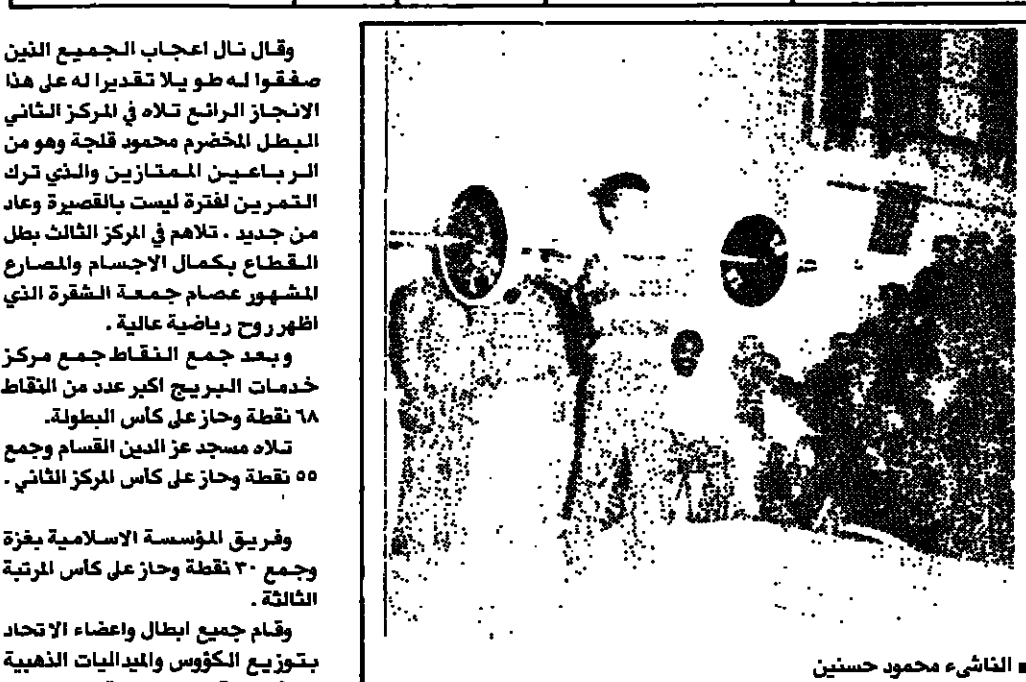 وقال نال اعجاب الجميع الذين
صفقوا له طويلا تقديرا له على هذا
الانجاز الرائع تلاه في المركز الثاني
البطل المخضرم محمود قلجة وهو من
الرباعين الممتازين والذي ترك
التمرين لفترة ليست بالقصيرة وعاد
من جديد . تلاهم في المركز الثالث بطل
القطاع بكمال الاجسام والمصارع
المشهور عصام جمعة الشقرة الذي
اظهر روح رياضية عالية .
وبعد جمع النقاط جمع مركز
خدمات البريج اكبر عدد من النقاط
٦٨ نقطة وحاز على كأس البطولة.
تلاه مسجد عز الدين القسام وجمع
٥٥ نقطة وحاز على كأس المركز الثاني .
وفريق المؤسسة الاسلامية بغزة
وجمع ٣٠ نقطة وحاز على كأس المرتبة
الثالثة .
وقام جميع ابطال واعضاء الاتحاد
بتوزيع الكؤوس والميداليات الذهبية
الناشيء محمود حسنين